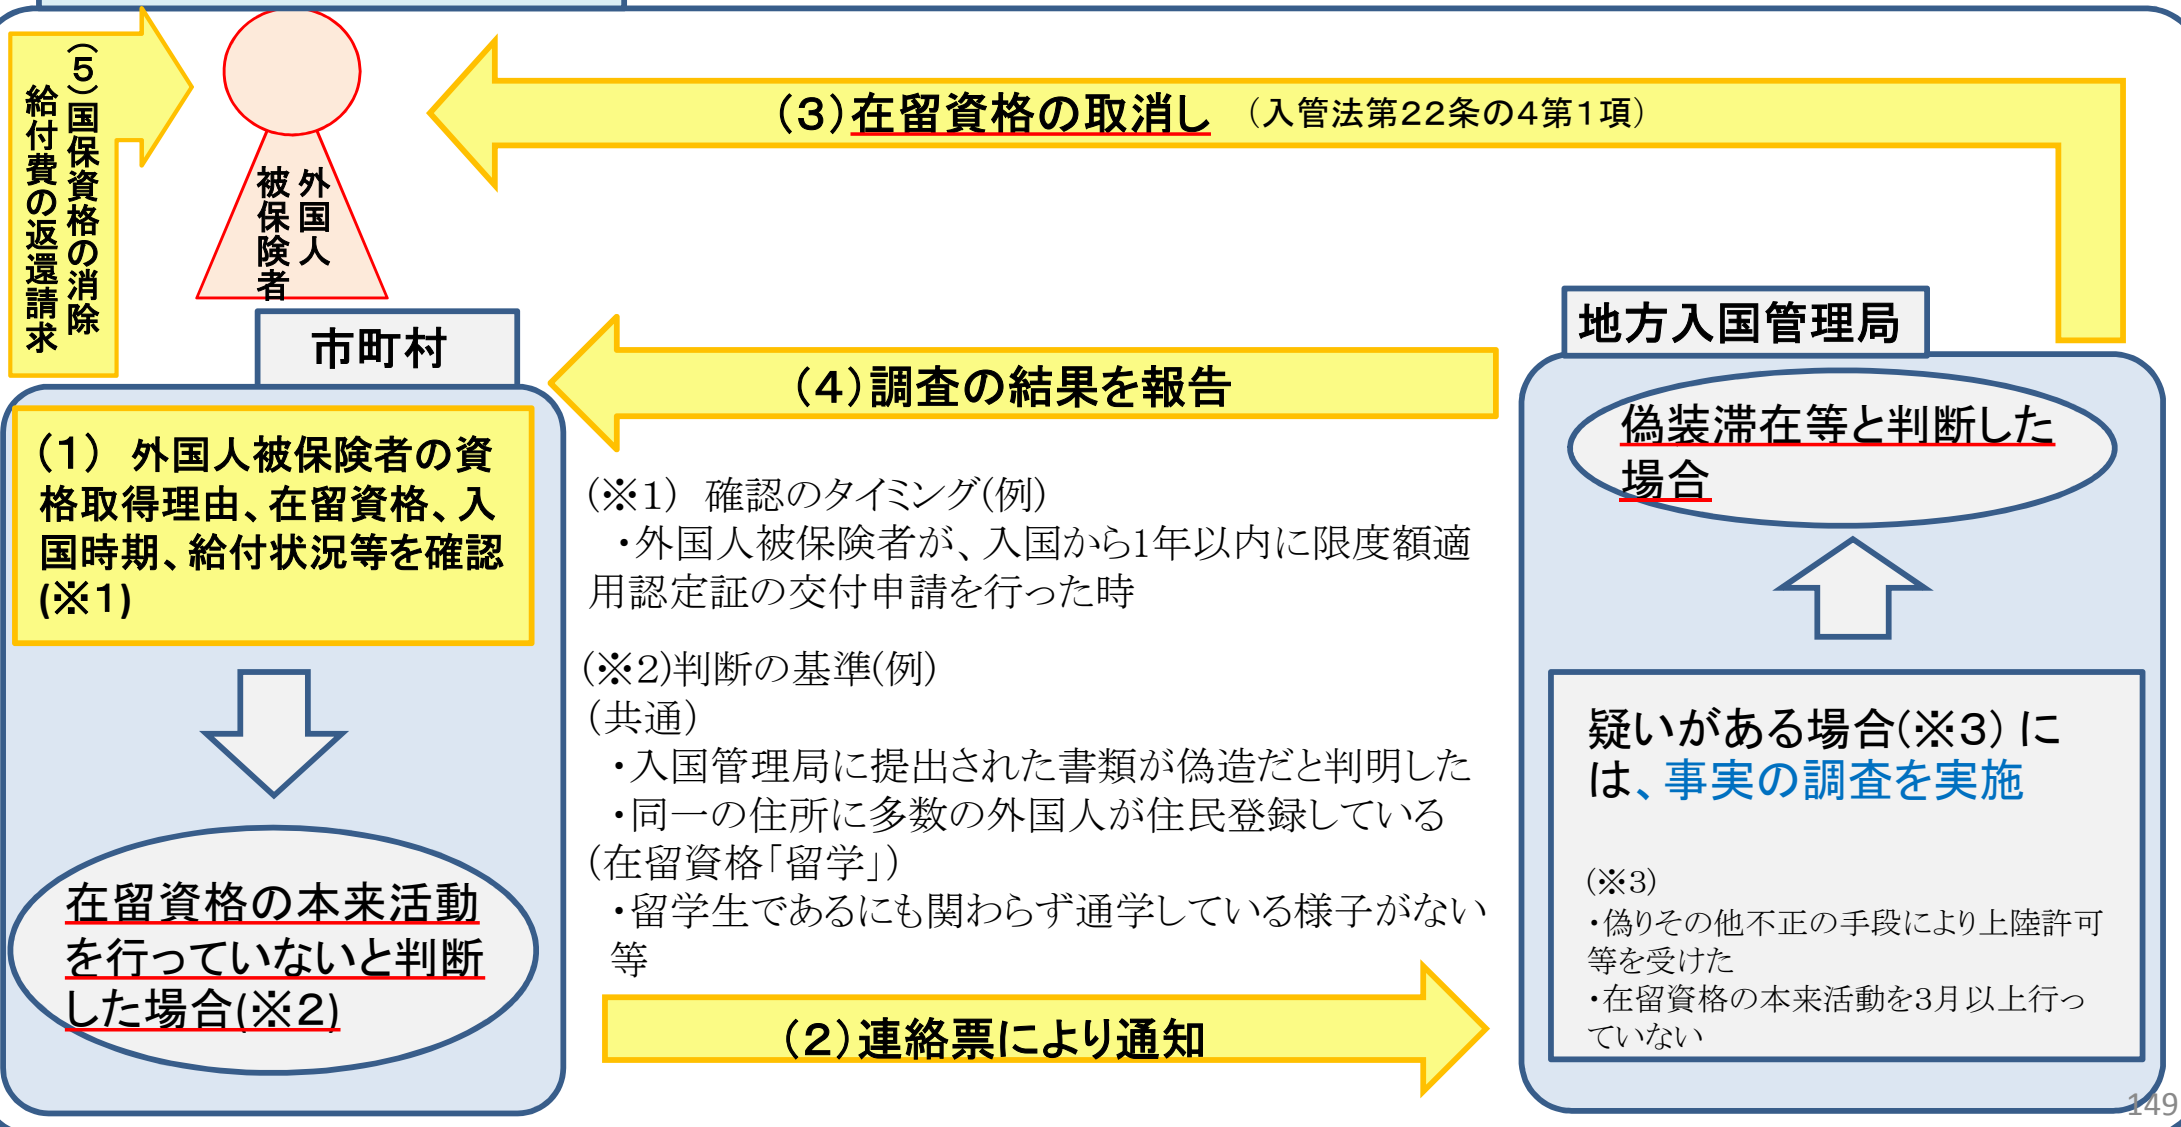 (5)国保資格の消除
給付費の返還請求
外国人
被保険者
(3)在留資格の取消し (入管法第22条の4第1項)
市町村
(1) 外国人被保険者の資
格取得理由、在留資格、入
国時期、給付状況等を確認
(※1)
在留資格の本来活動
を行っていないと判断
した場合(※2)
(4)調査の結果を報告
(※1) 確認のタイミング(例)
・外国人被保険者が、入国から1年以内に限度額適
用認定証の交付申請を行った時
(※2)判断の基準(例)
(共通)
・入国管理局に提出された書類が偽造だと判明した
・同一の住所に多数の外国人が住民登録している
(在留資格「留学」)
・留学生であるにも関わらず通学している様子がない
等
(2)連絡票により通知
地方入国管理局
偽装滞在等と判断した
場合
疑いがある場合(※3)に
は、事実の調査を実施
(※3)
・偽りその他不正の手段により上陸許可
等を受けた
・在留資格の本来活動を3月以上行っ
ていない
149